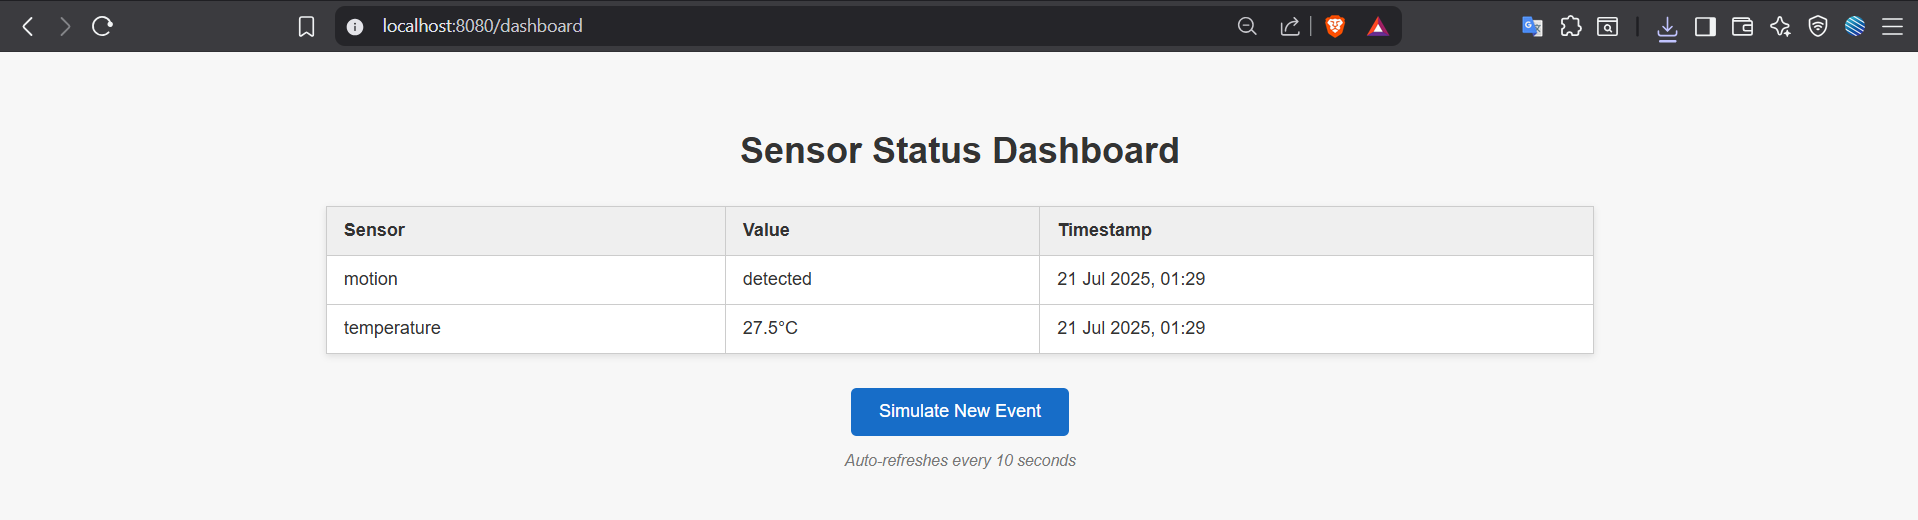 localhost:8080/dashboard
Sensor Status Dashboard
Sensor Value Timestamp
motion detected 21 Jul 2025, 01:29
temperature 27.5°C 21 Jul 2025, 01:29
Simulate New Event
Auto-refreshes every 10 seconds